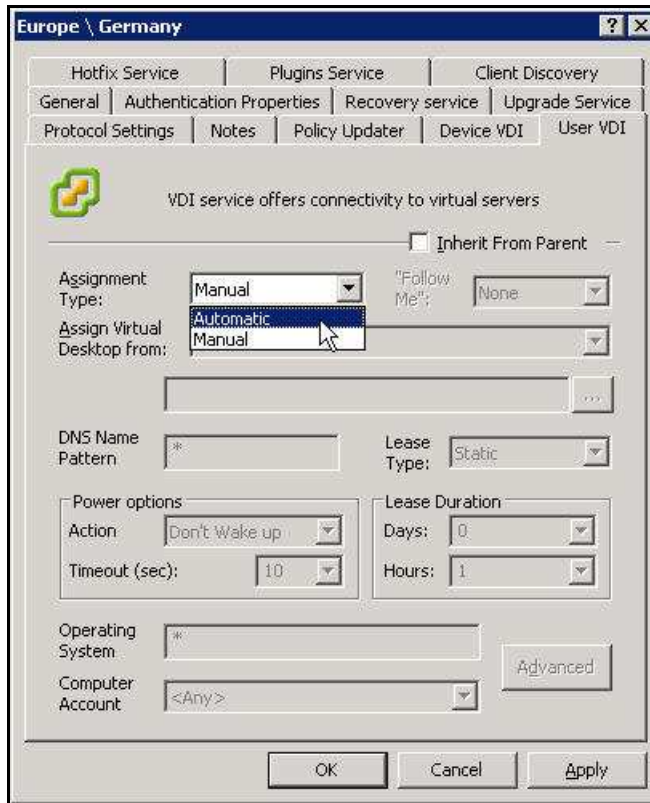 Europe \ Germany
Hotfix Service Plugins Service Client Discovery
General Authentication Properties Recovery service Upgrade Service
Protocol Settings Notes Policy Updater Device VDI User VDI
VDI service offers connectivity to virtual servers
Inherit From Parent
Assignment Type: Manual "Follow Me": None
Automatic
Manual
Assign Virtual Desktop from:
...
DNS Name Pattern * Lease Type: Static
Power options Lease Duration
Action Don't Wake up Days: 0
Timeout (sec): 10 Hours: 1
Operating System *
Advanced
Computer Account <Any>
OK Cancel Apply